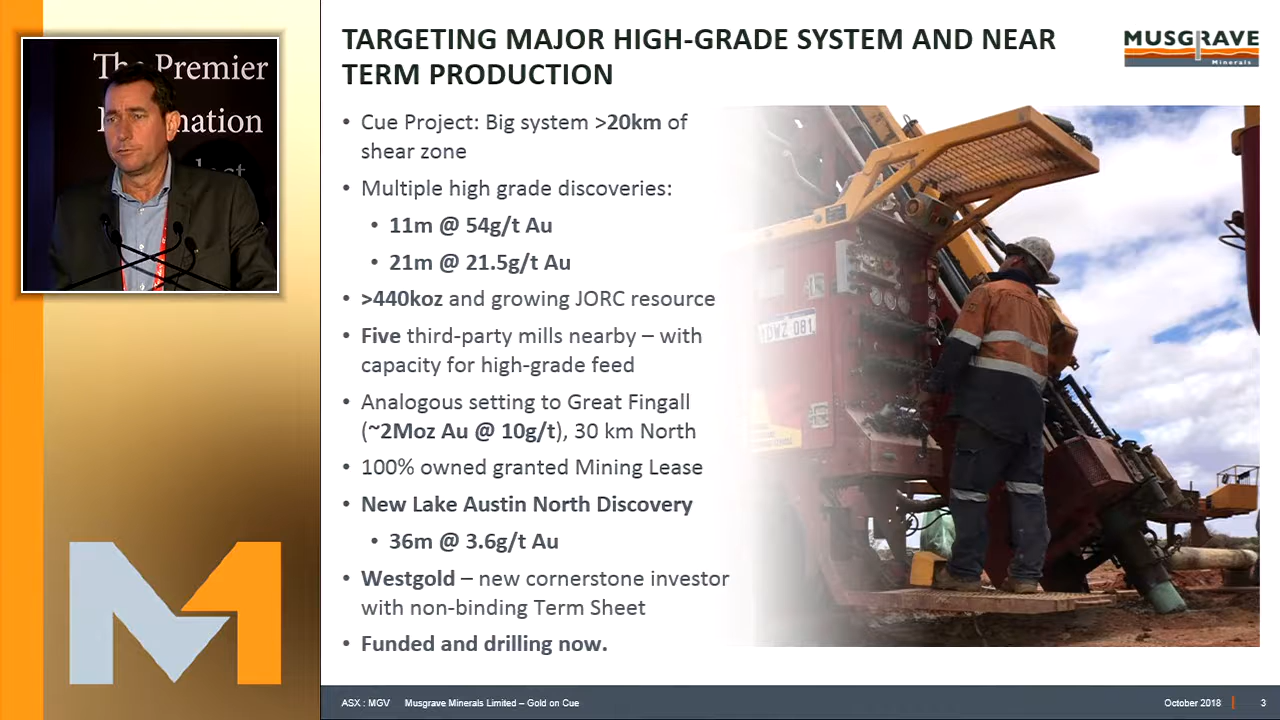 The Premier
TARGETING MAJOR HIGH-GRADE SYSTEM AND NEAR
TERM PRODUCTION
MUSGRAVE
Minerals
• Cue Project: Big system >20km of
shear zone
• Multiple high grade discoveries:
• 11m @ 54g/t Au
• 21m @ 21.5g/t Au
• >440koz and growing JORC resource
• Five third-party mills nearby – with
capacity for high-grade feed
• Analogous setting to Great Fingall
(~2Moz Au @ 10g/t), 30 km North
• 100% owned granted Mining Lease
• New Lake Austin North Discovery
• 36m @ 3.6g/t Au
• Westgold – new cornerstone investor
with non-binding Term Sheet
• Funded and drilling now.
ASX : MGV Musgrave Minerals Limited – Gold on Cue
October 2018 3